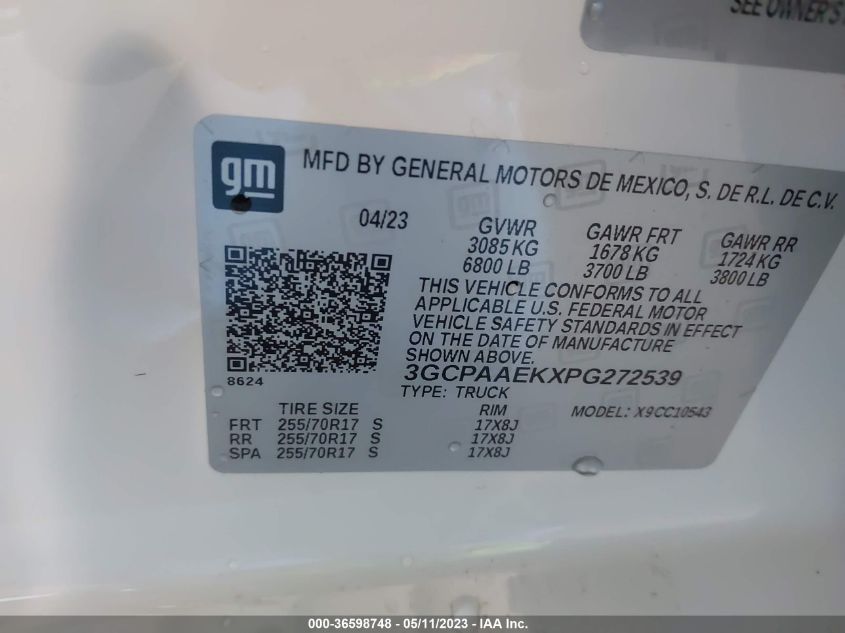 SEE OWNER'S
gm
MFD BY GENERAL MOTORS DE MEXICO, S. DE R.L. DE C.V.
04/23
GVWR GAWR FRT GAWR RR
3085 KG 1678 KG 1724 KG
6800 LB 3700 LB 3800 LB
THIS VEHICLE CONFORMS TO ALL
APPLICABLE U.S. FEDERAL MOTOR
VEHICLE SAFETY STANDARDS IN EFFECT
ON THE DATE OF MANUFACTURE
SHOWN ABOVE.
8624
3GCPAAEKXPG272539
TYPE: TRUCK
TIRE SIZE RIM MODEL: X9CC10543
FRT 255/70R17 S 17X8J
RR 255/70R17 S 17X8J
SPA 255/70R17 S 17X8J
000-36598748 - 05/11/2023 - IAA Inc.